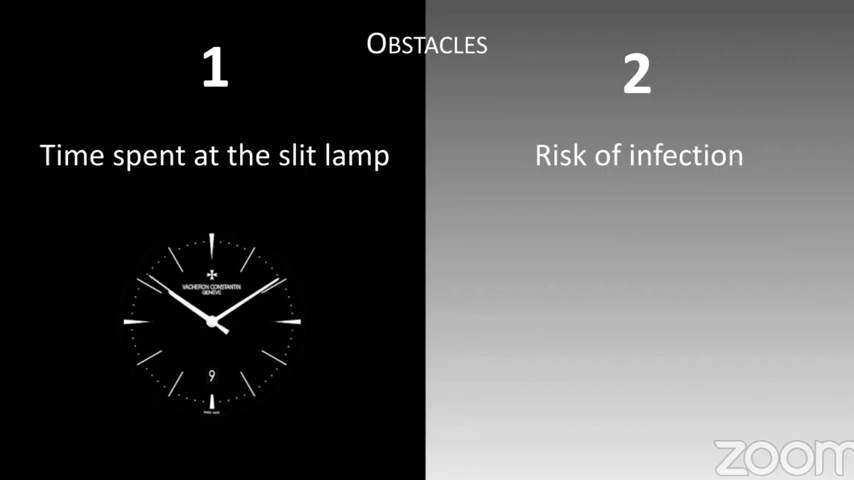 OBSTACLES
1
Time spent at the slit lamp
VACHERON CONSTANTIN
GENÈVE
9
2
Risk of infection
zoom